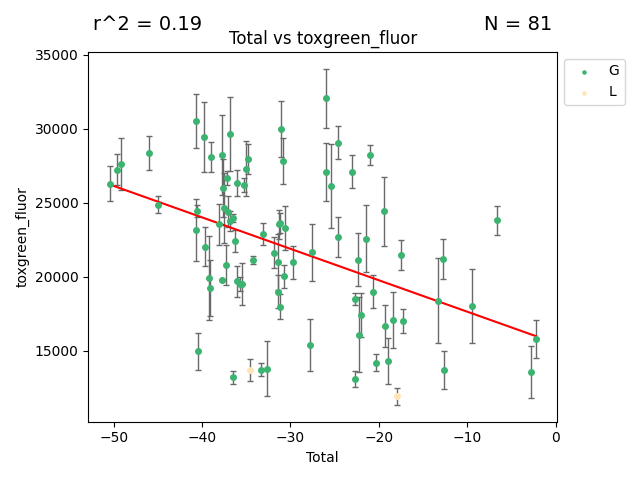 r^2 = 0.19
N = 81
Total vs toxgreen_fluor
G
L
35000
30000
25000
20000
15000
toxgreen_fluor
−50
−40
−30
−20
−10
0
Total